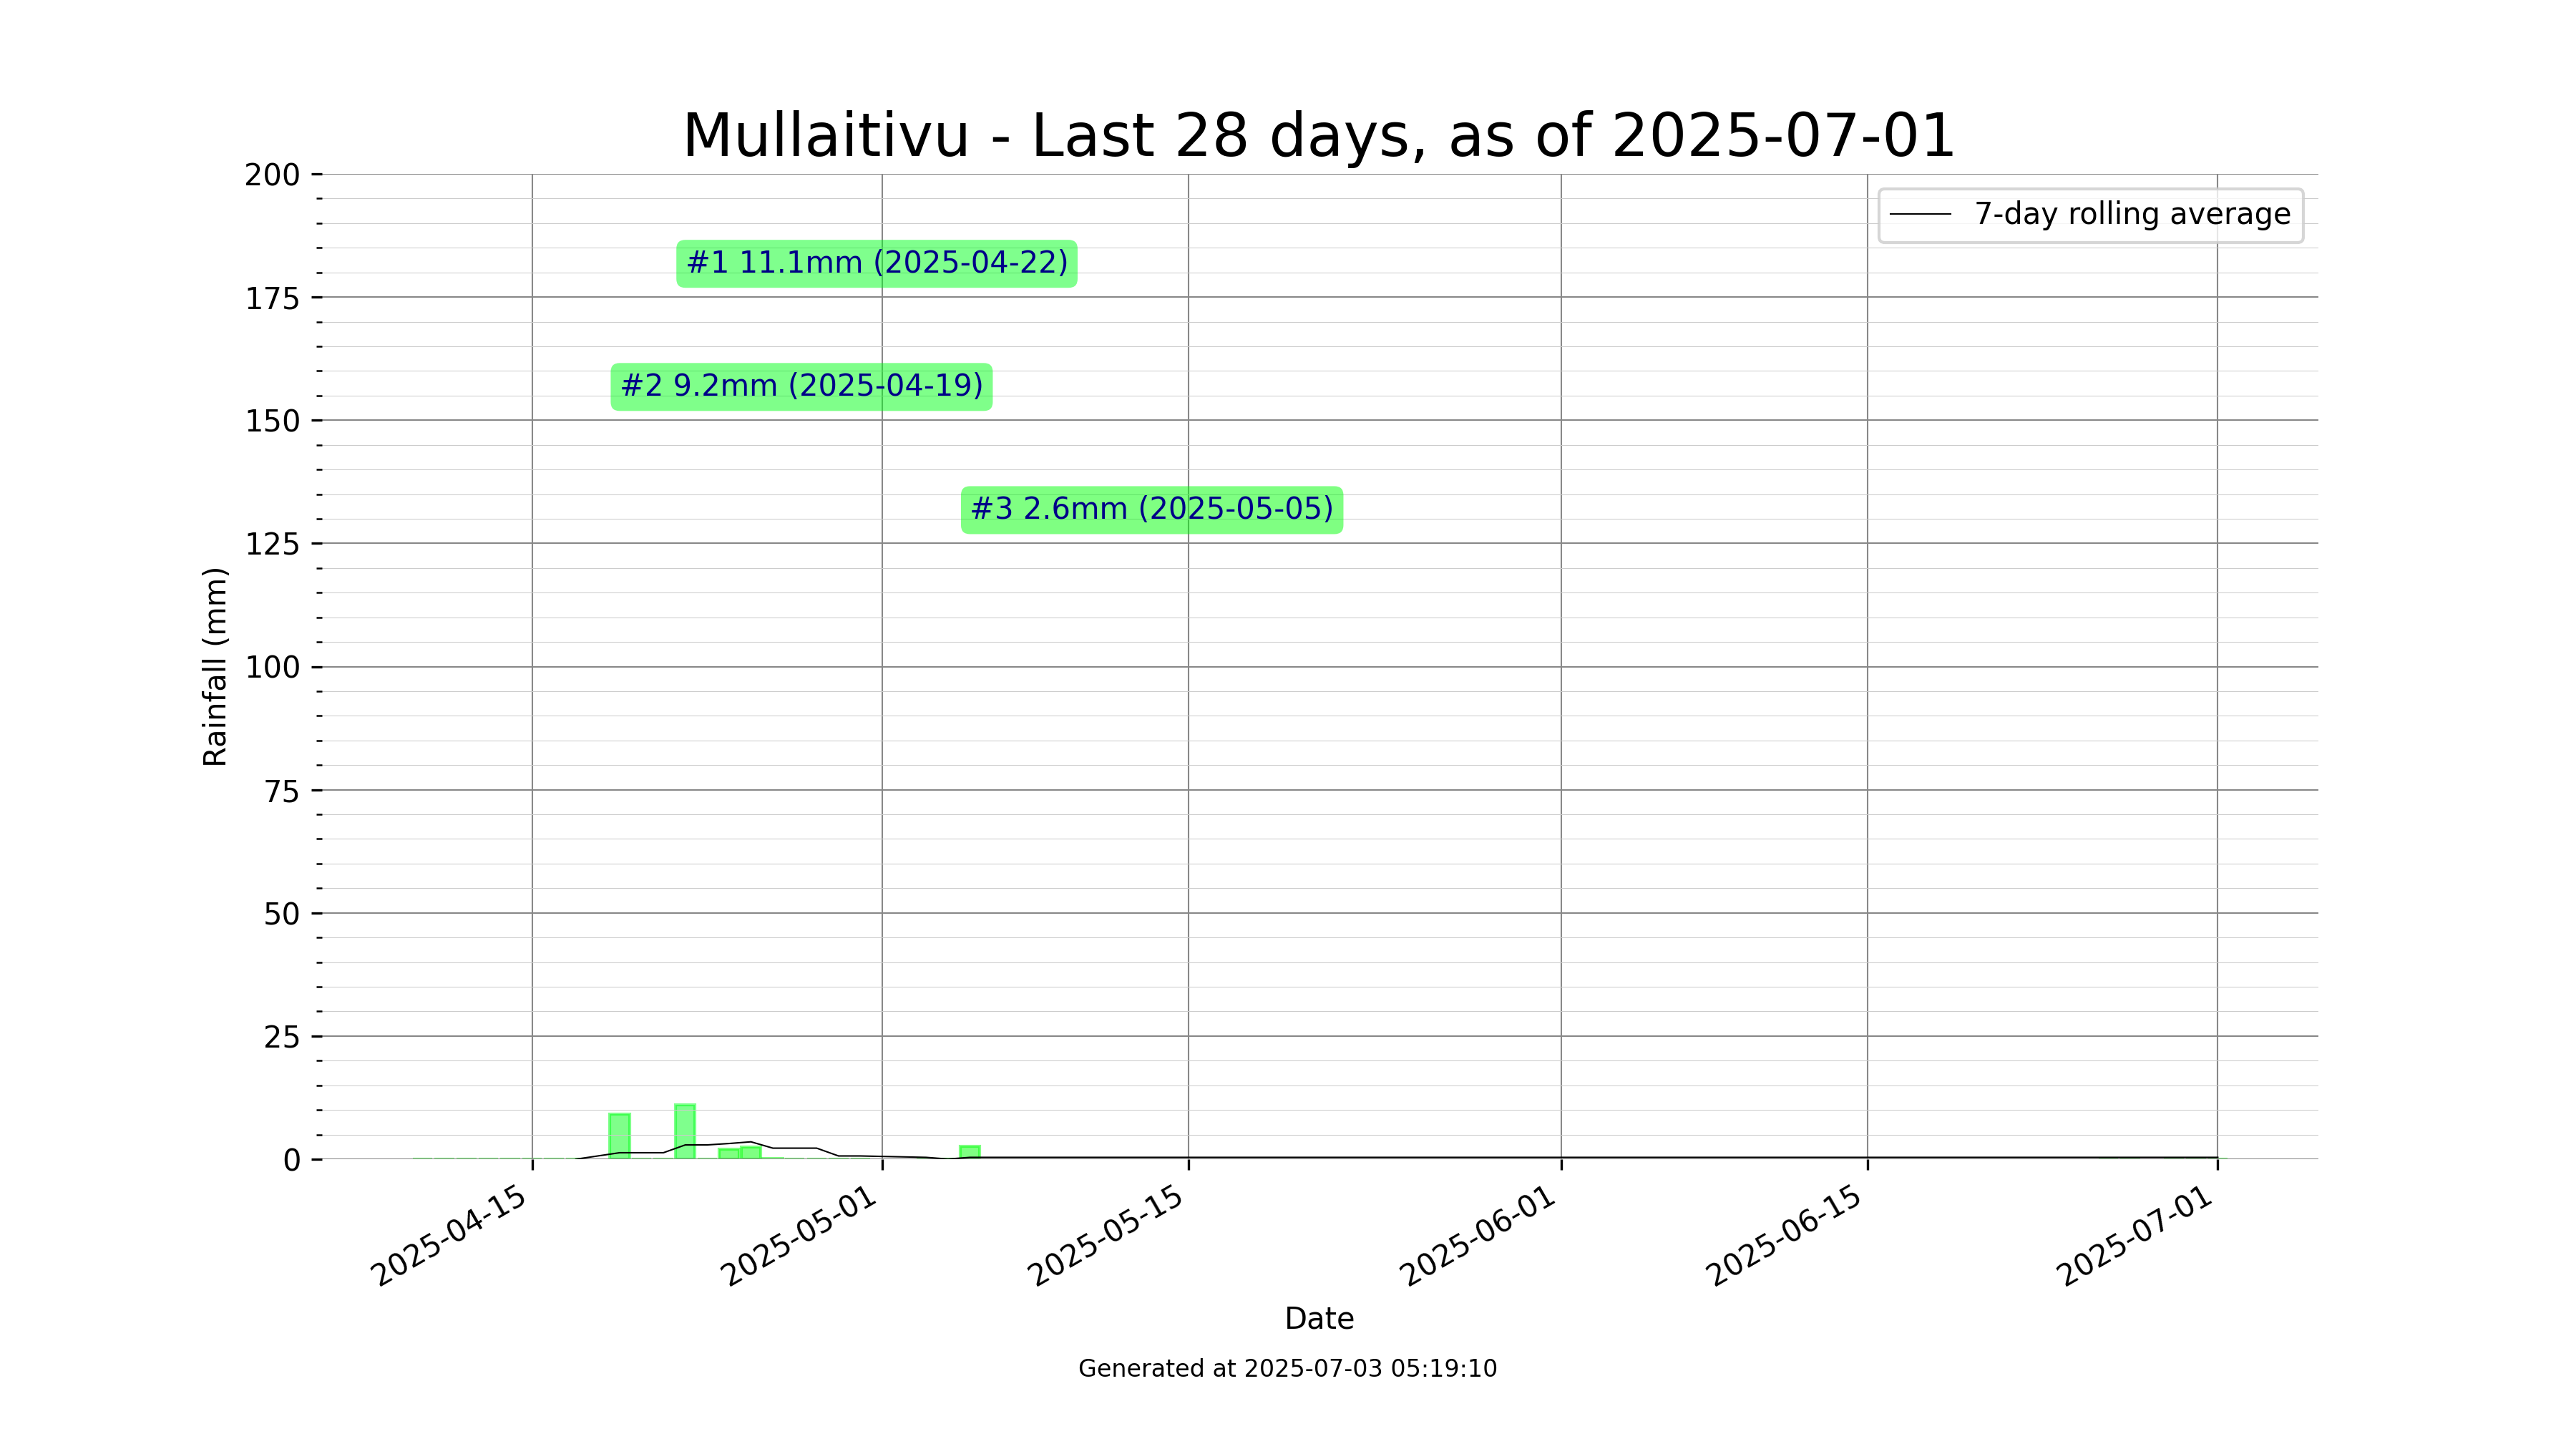 Mullaitivu - Last 28 days, as of 2025-07-01
200
175
150
125
100
75
50
25
0
Rainfall (mm)
7-day rolling average
#1 11.1mm (2025-04-22)
#2 9.2mm (2025-04-19)
#3 2.6mm (2025-05-05)
2025-04-15
2025-05-01
2025-05-15
2025-06-01
2025-06-15
2025-07-01
Date
Generated at 2025-07-03 05:19:10